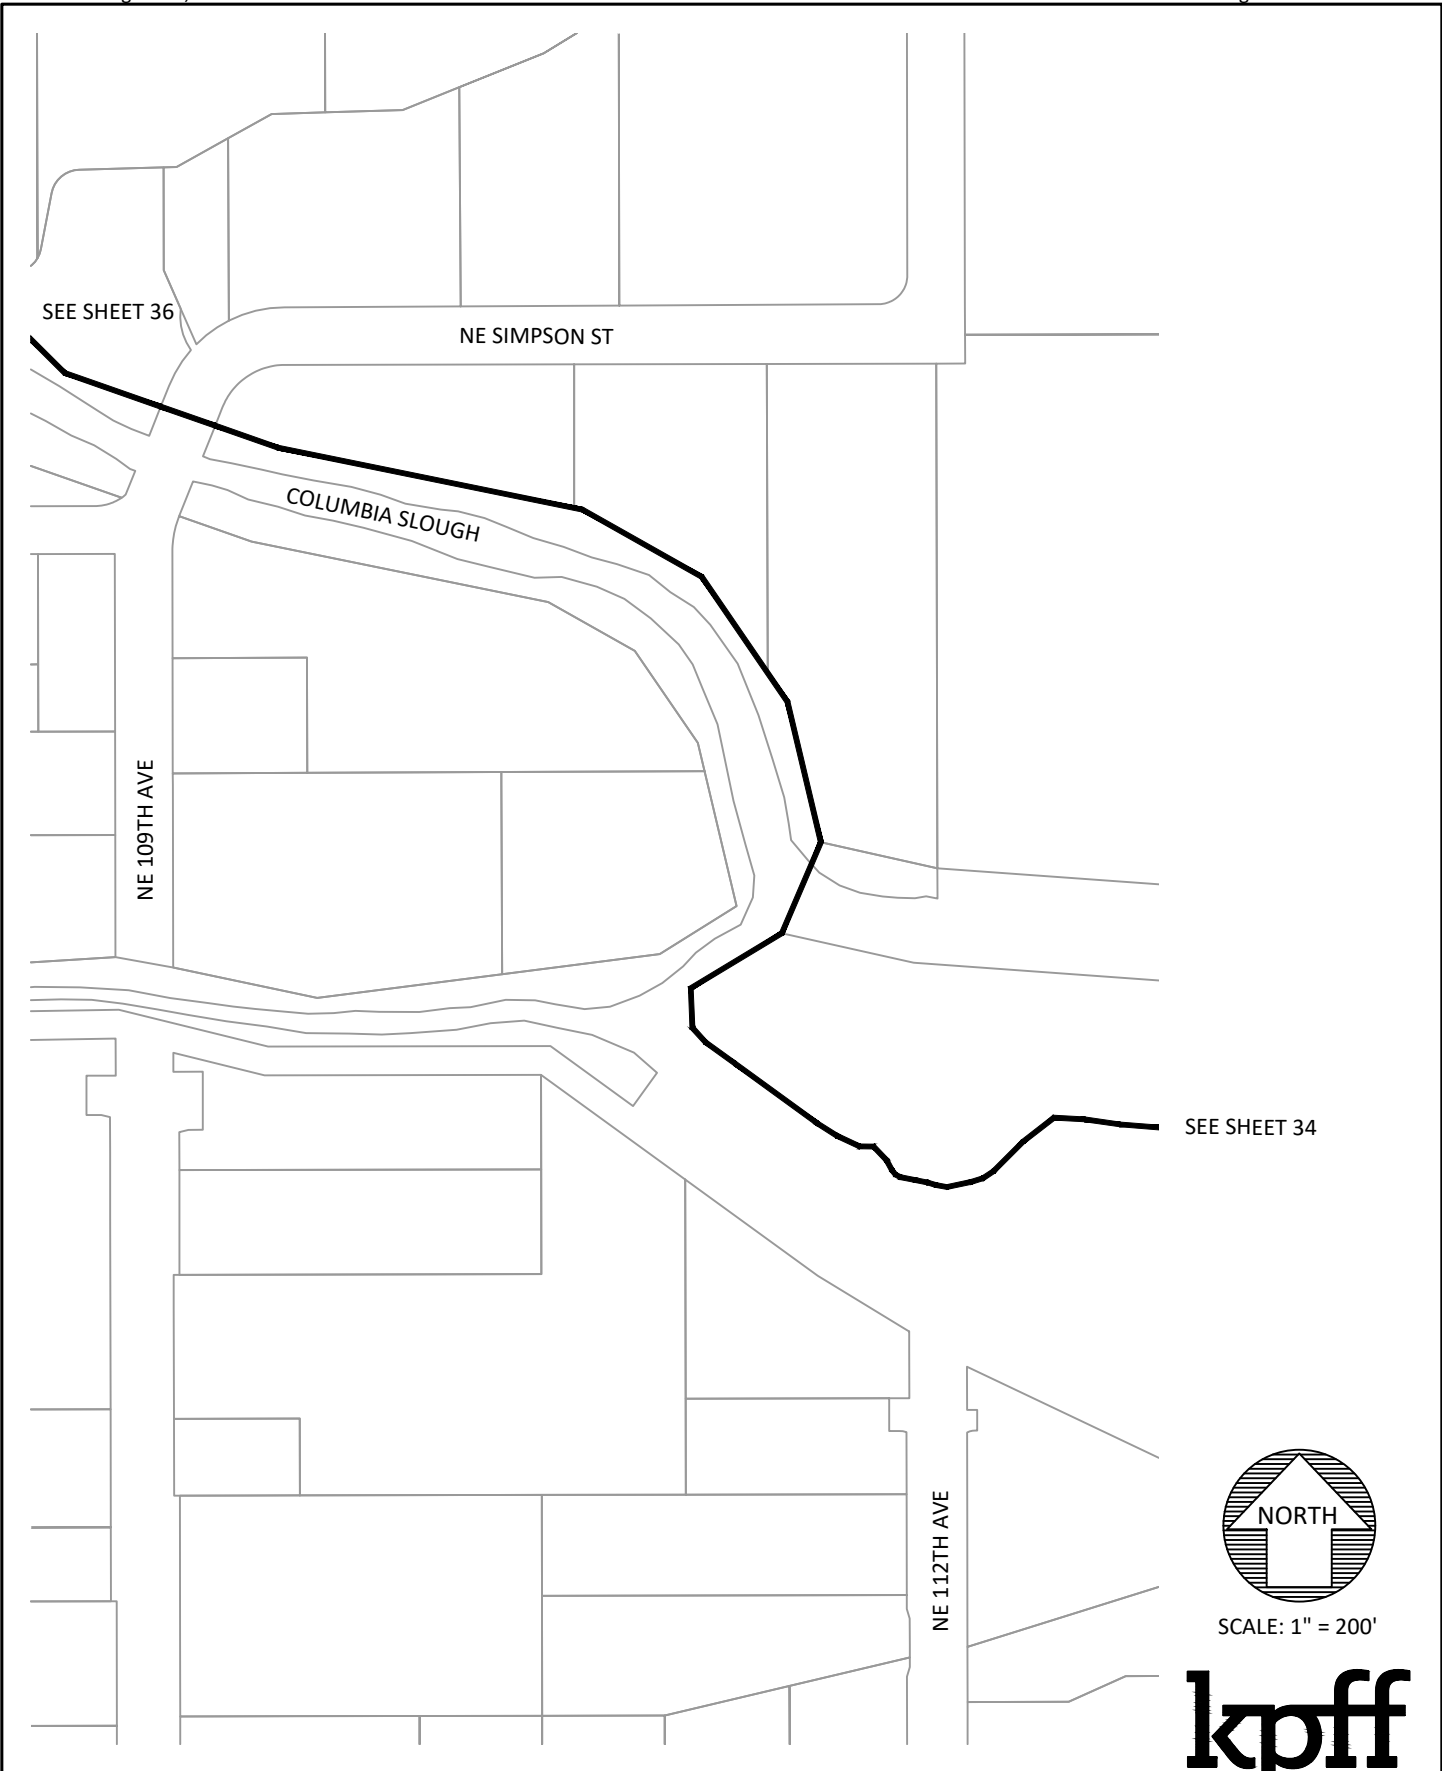 SEE SHEET 36
NE SIMPSON ST
COLUMBIA SLOUGH
NE 109TH AVE
SEE SHEET 34
NE 112TH AVE
NORTH
SCALE: 1" = 200'
kpff